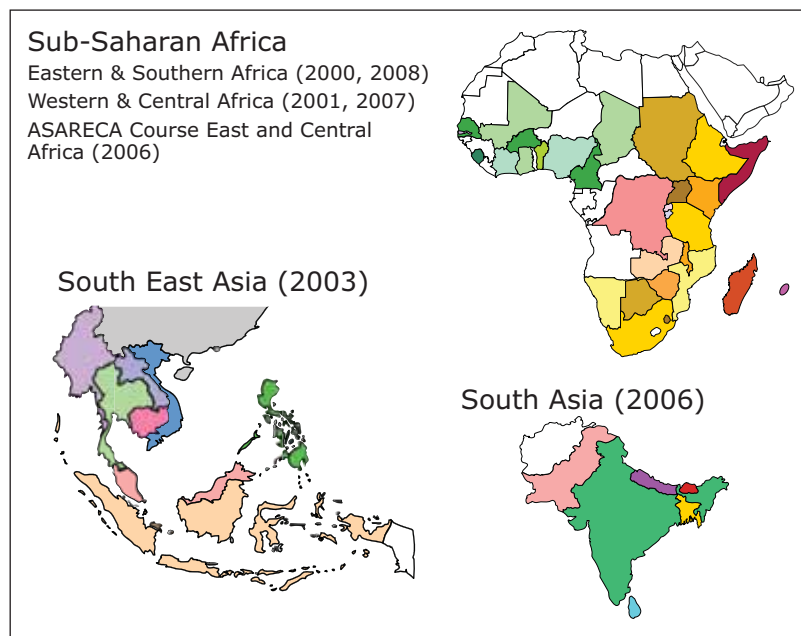 Sub-Saharan Africa
Eastern & Southern Africa (2000, 2008)
Western & Central Africa (2001, 2007)
ASARECA Course East and Central
Africa (2006)
South East Asia (2003)
South Asia (2006)